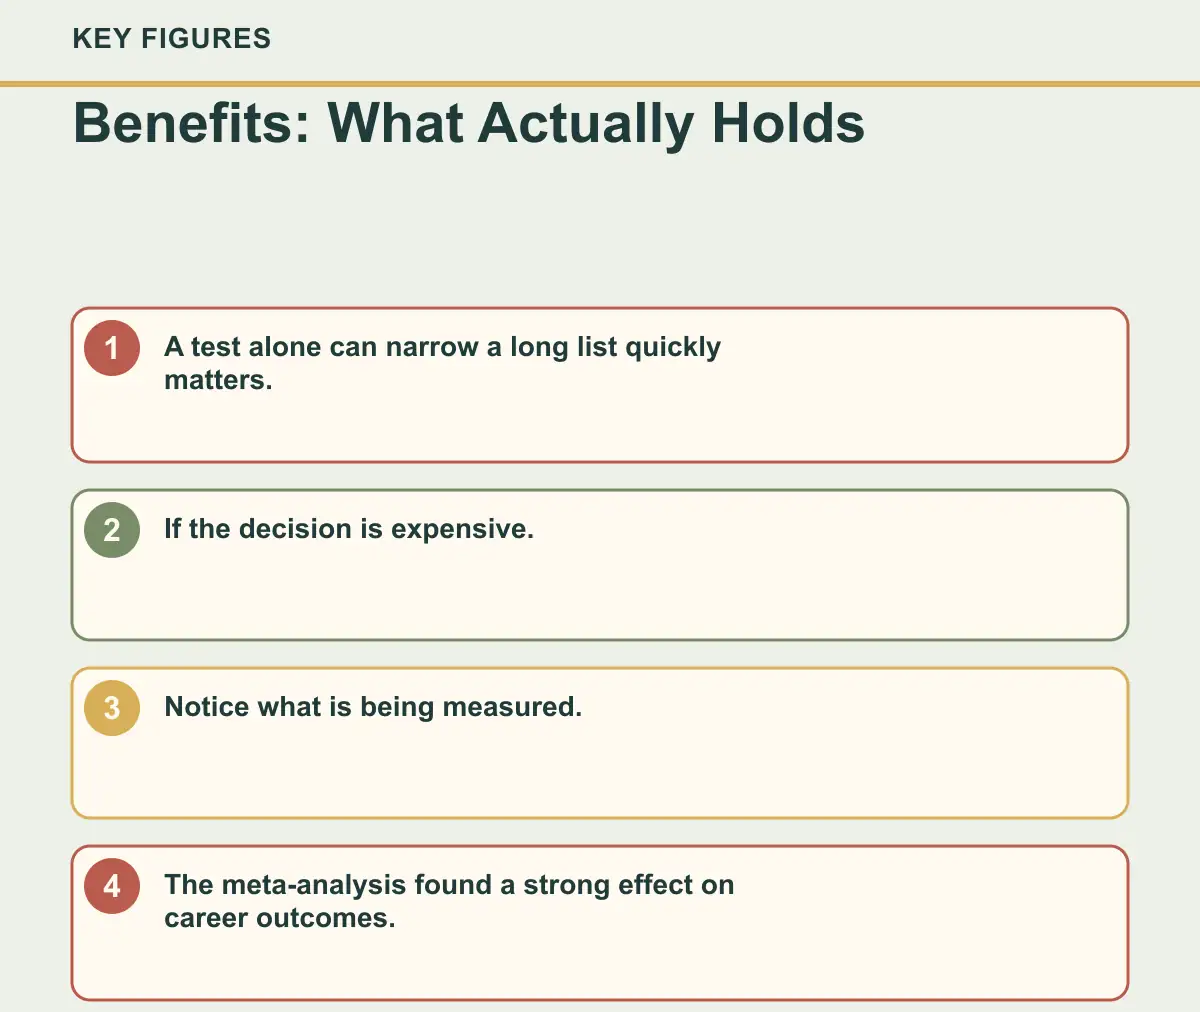 KEY FIGURES
Benefits: What Actually Holds
1
A test alone can narrow a long list quickly
matters.
2
If the decision is expensive.
3
Notice what is being measured.
4
The meta-analysis found a strong effect on
career outcomes.